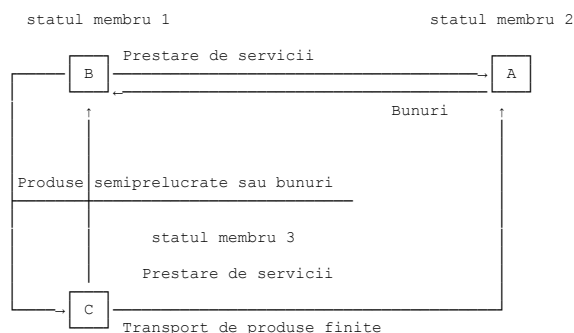 statul membru 1 statul membru 2
Prestare de servicii
B A
Bunuri
Produse semiprelucrate sau bunuri
statul membru 3
Prestare de servicii
C
Transport de produse finite